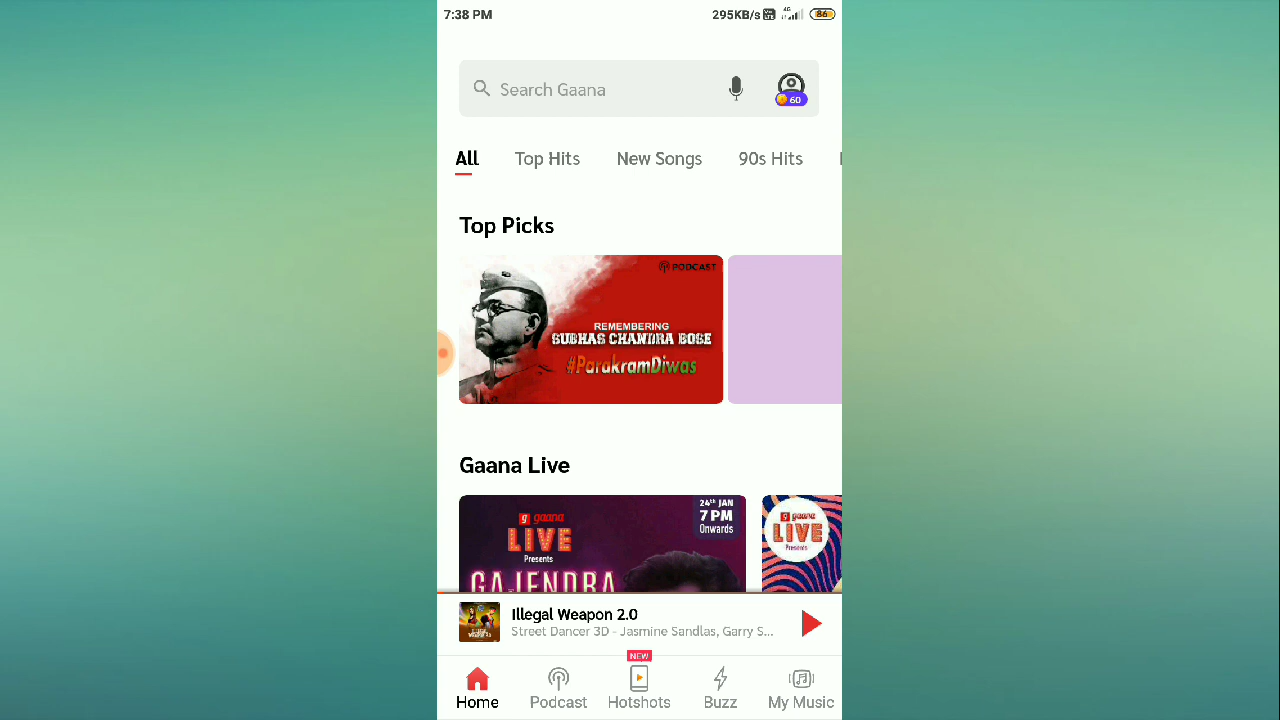 7:38 PM
295KB/s
4G
86
Search Gaana
60
All
Top Hits
New Songs
90s Hits
Top Picks
PODCAST
REMEMBERING
SUBHAS CHANDRA BOSE
#ParakramDiwas
Gaana Live
gaana
LIVE
Presents
GAJENDRA
24th JAN
7 PM
Onwards
gaana
LIVE
Presents
Illegal Weapon 2.0
Street Dancer 3D - Jasmine Sandlas, Garry S...
NEW
Home
Podcast
Hotshots
Buzz
My Music